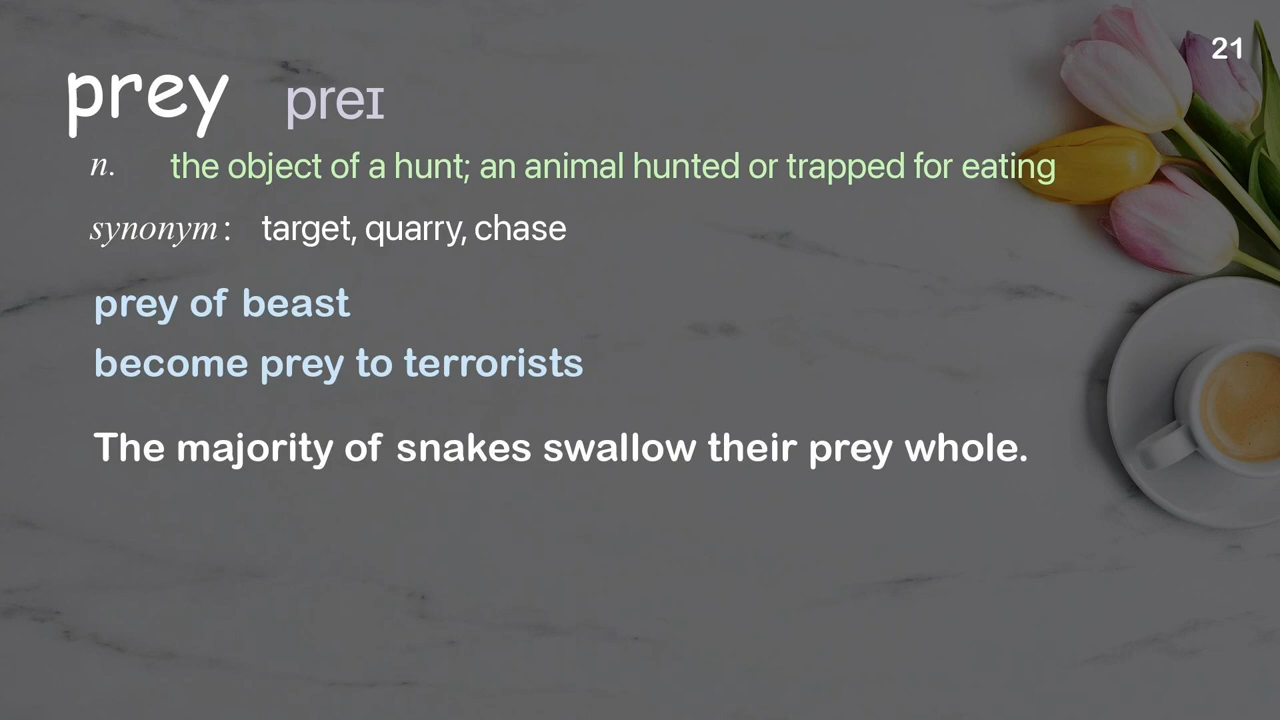 21
prey preɪ
n. the object of a hunt; an animal hunted or trapped for eating
synonym: target, quarry, chase
prey of beast
become prey to terrorists
The majority of snakes swallow their prey whole.